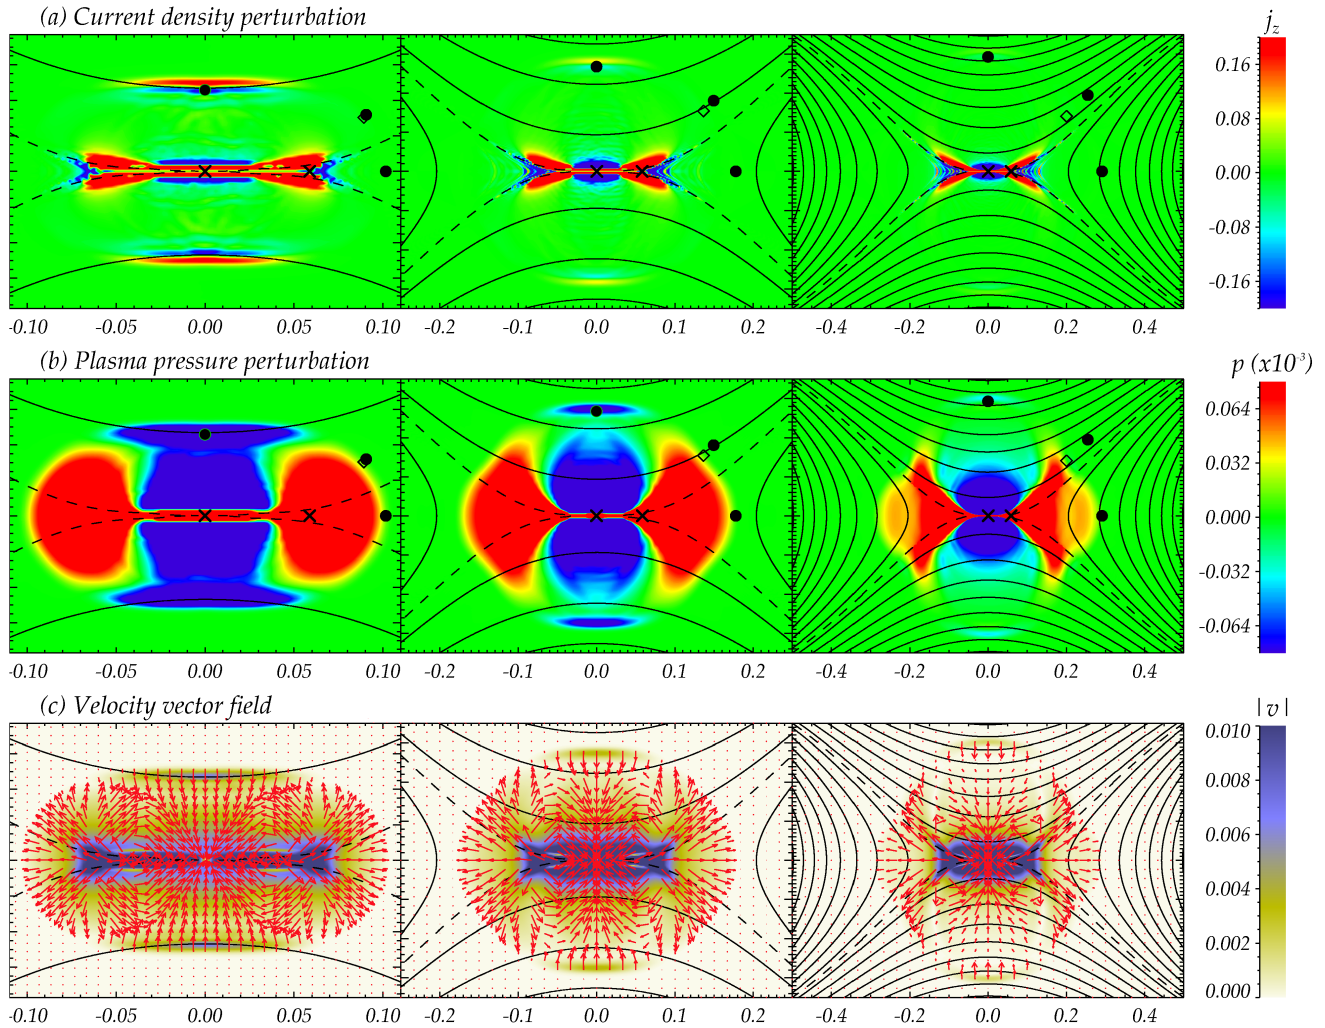 (a) Current density perturbation
j_z
0.16
0.08
0.00
-0.08
-0.16
-0.10 -0.05 0.00 0.05 0.10 -0.2 -0.1 0.0 0.1 0.2 -0.4 -0.2 0.0 0.2 0.4
(b) Plasma pressure perturbation
p (x10⁻³)
0.064
0.032
0.000
-0.032
-0.064
-0.10 -0.05 0.00 0.05 0.10 -0.2 -0.1 0.0 0.1 0.2 -0.4 -0.2 0.0 0.2 0.4
(c) Velocity vector field
|v|
0.010
0.008
0.006
0.004
0.002
0.000
-0.10 -0.05 0.00 0.05 0.10 -0.2 -0.1 0.0 0.1 0.2 -0.4 -0.2 0.0 0.2 0.4